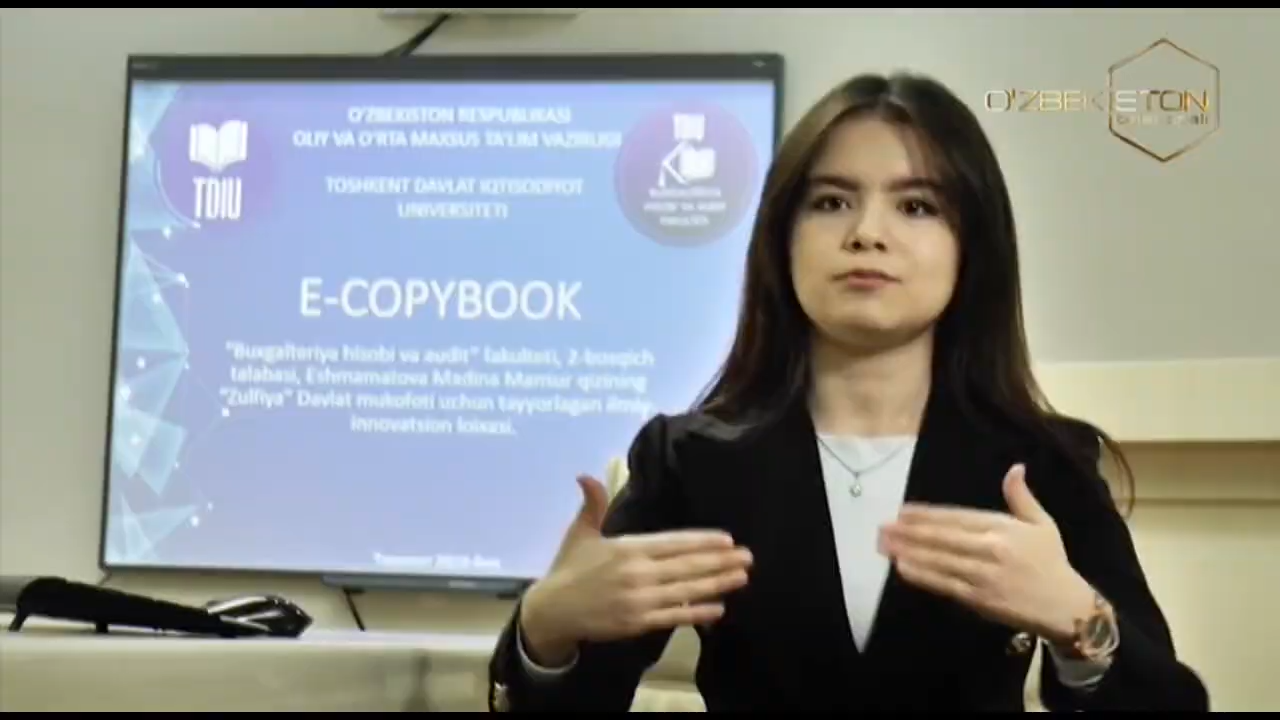 O'ZBEKISTON RESPUBLIKASI
OLIY VA O'RTA MAXSUS TA'LIM VAZIRLIGI
TDIU
TOSHKENT DAVLAT IQTISODIYOT
UNIVERSITETI
E-COPYBOOK
"Buxgalteriya hisobi va audit" fakulteti, 2-bosqich
talabasi, Eshmamatova Madina Mansur qizining
"Zulfiya" Davlat mukofoti uchun tayyorlagan ilmiy
innovatsion loixasi.
O'ZBEKISTON